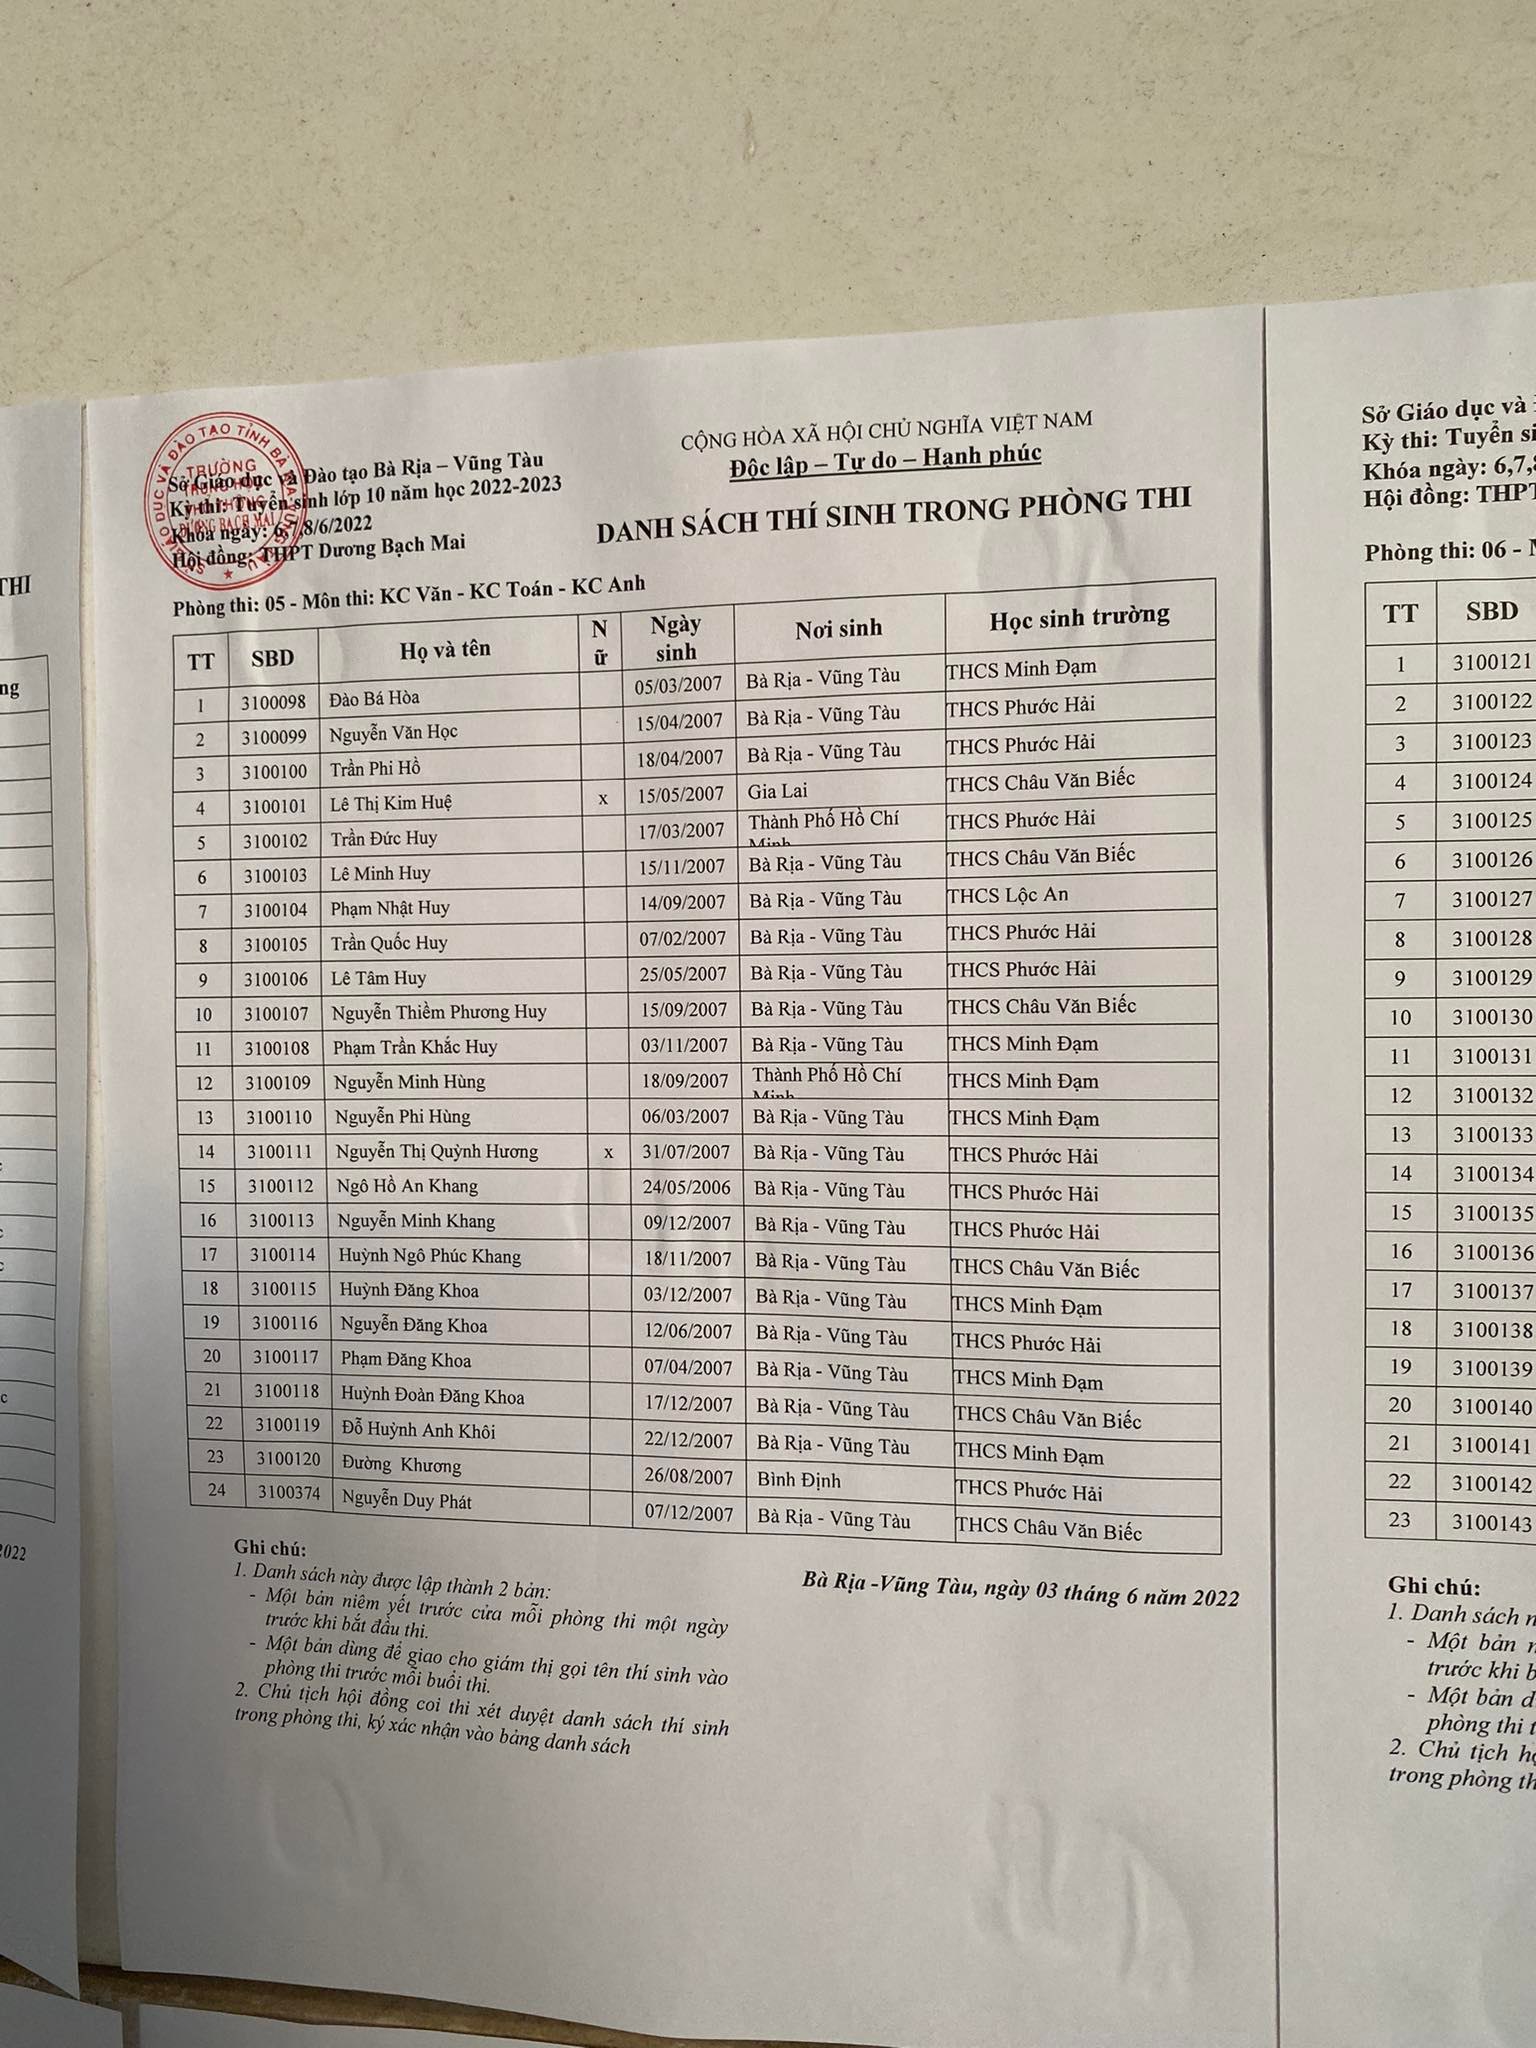 SỞ GIÁO DỤC VÀ ĐÀO TẠO TỈNH BÀ RỊA VŨNG TÀU
TRƯỜNG
TRUNG HỌC
PHỔ THÔNG
DƯƠNG BẠCH MAI
Sở Giáo dục và Đào tạo Bà Rịa – Vũng Tàu
Kỳ thi: Tuyển sinh lớp 10 năm học 2022-2023
Khóa ngày: 6,7,8/6/2022
Hội đồng: THPT Dương Bạch Mai
CỘNG HÒA XÃ HỘI CHỦ NGHĨA VIỆT NAM
Độc lập – Tự do – Hạnh phúc
DANH SÁCH THÍ SINH TRONG PHÒNG THI
Phòng thi: 05 - Môn thi: KC Văn - KC Toán - KC Anh
TT SBD Họ và tên Nữ Ngày sinh Nơi sinh Học sinh trường
1 3100098 Đào Bá Hòa 05/03/2007 Bà Rịa - Vũng Tàu THCS Minh Đạm
2 3100099 Nguyễn Văn Học 15/04/2007 Bà Rịa - Vũng Tàu THCS Phước Hải
3 3100100 Trần Phi Hồ 18/04/2007 Bà Rịa - Vũng Tàu THCS Phước Hải
4 3100101 Lê Thị Kim Huệ x 15/05/2007 Gia Lai THCS Châu Văn Biếc
5 3100102 Trần Đức Huy 17/03/2007 Thành Phố Hồ Chí Minh THCS Phước Hải
6 3100103 Lê Minh Huy 15/11/2007 Bà Rịa - Vũng Tàu THCS Châu Văn Biếc
7 3100104 Phạm Nhật Huy 14/09/2007 Bà Rịa - Vũng Tàu THCS Lộc An
8 3100105 Trần Quốc Huy 07/02/2007 Bà Rịa - Vũng Tàu THCS Phước Hải
9 3100106 Lê Tâm Huy 25/05/2007 Bà Rịa - Vũng Tàu THCS Phước Hải
10 3100107 Nguyễn Thiềm Phương Huy 15/09/2007 Bà Rịa - Vũng Tàu THCS Châu Văn Biếc
11 3100108 Phạm Trần Khắc Huy 03/11/2007 Bà Rịa - Vũng Tàu THCS Minh Đạm
12 3100109 Nguyễn Minh Hùng 18/09/2007 Thành Phố Hồ Chí Minh THCS Minh Đạm
13 3100110 Nguyễn Phi Hùng 06/03/2007 Bà Rịa - Vũng Tàu THCS Minh Đạm
14 3100111 Nguyễn Thị Quỳnh Hương x 31/07/2007 Bà Rịa - Vũng Tàu THCS Phước Hải
15 3100112 Ngô Hồ An Khang 24/05/2006 Bà Rịa - Vũng Tàu THCS Phước Hải
16 3100113 Nguyễn Minh Khang 09/12/2007 Bà Rịa - Vũng Tàu THCS Phước Hải
17 3100114 Huỳnh Ngô Phúc Khang 18/11/2007 Bà Rịa - Vũng Tàu THCS Châu Văn Biếc
18 3100115 Huỳnh Đăng Khoa 03/12/2007 Bà Rịa - Vũng Tàu THCS Minh Đạm
19 3100116 Nguyễn Đăng Khoa 12/06/2007 Bà Rịa - Vũng Tàu THCS Phước Hải
20 3100117 Phạm Đăng Khoa 07/04/2007 Bà Rịa - Vũng Tàu THCS Minh Đạm
21 3100118 Huỳnh Đoàn Đăng Khoa 17/12/2007 Bà Rịa - Vũng Tàu THCS Châu Văn Biếc
22 3100119 Đỗ Huỳnh Anh Khôi 22/12/2007 Bà Rịa - Vũng Tàu THCS Minh Đạm
23 3100120 Đường Khương 26/08/2007 Bình Định THCS Phước Hải
24 3100374 Nguyễn Duy Phát 07/12/2007 Bà Rịa - Vũng Tàu THCS Châu Văn Biếc
Ghi chú:
1. Danh sách này được lập thành 2 bản:
- Một bản niêm yết trước cửa mỗi phòng thi một ngày
trước khi bắt đầu thi.
- Một bản dùng để giao cho giám thị gọi tên thí sinh vào
phòng thi trước mỗi buổi thi.
2. Chủ tịch hội đồng coi thi xét duyệt danh sách thí sinh
trong phòng thi, ký xác nhận vào bảng danh sách
Bà Rịa -Vũng Tàu, ngày 03 tháng 6 năm 2022
THI
ng
c
2022
Sở Giáo dục và
Kỳ thi: Tuyển si
Khóa ngày: 6,7,8
Hội đồng: THPT
Phòng thi: 06 -
TT SBD
1 3100121
2 3100122
3 3100123
4 3100124
5 3100125
6 3100126
7 3100127
8 3100128
9 3100129
10 3100130
11 3100131
12 3100132
13 3100133
14 3100134
15 3100135
16 3100136
17 3100137
18 3100138
19 3100139
20 3100140
21 3100141
22 3100142
23 3100143
Ghi chú:
1. Danh sách n
- Một bản n
trước khi b
- Một bản d
phòng thi t
2. Chủ tịch hộ
trong phòng th